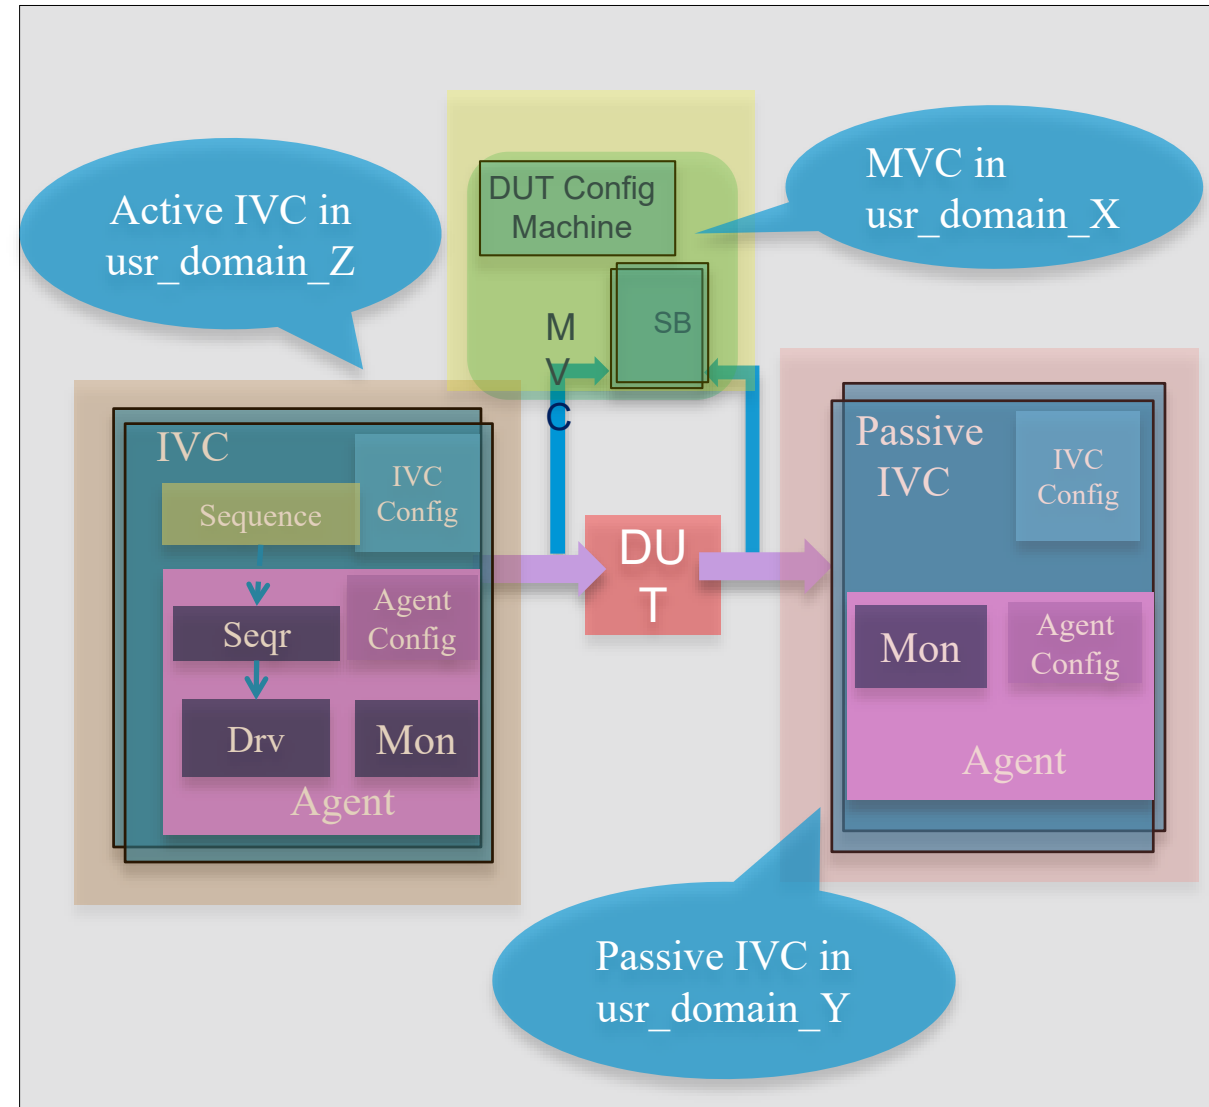 Active IVC in
usr_domain_Z
DUT Config
Machine
MVC in
usr_domain_X
SB
M
V
C
IVC
IVC
Config
Sequence
Agent
Config
Seqr
Drv
Mon
Agent
DU
T
Passive
IVC
IVC
Config
Mon
Agent
Config
Agent
Passive IVC in
usr_domain_Y